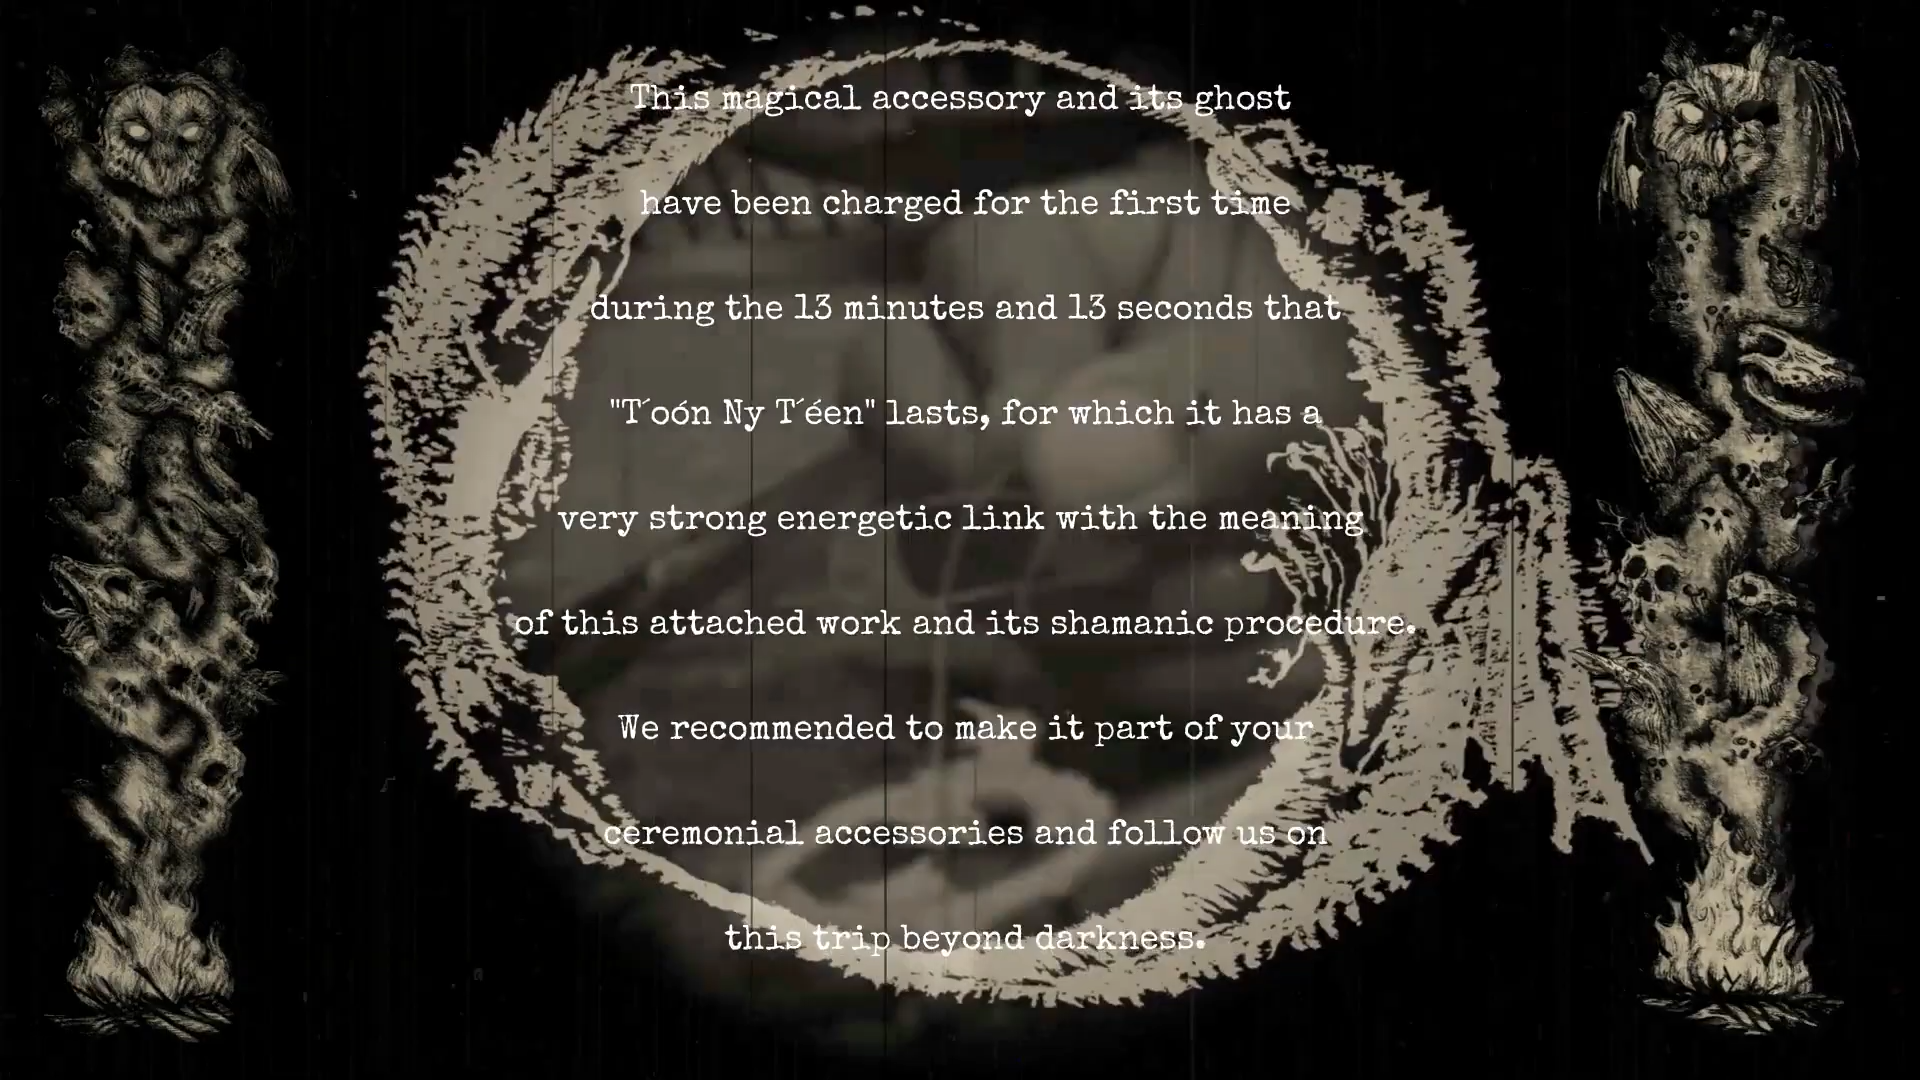 This magical accessory and its ghost
have been charged for the first time
during the 13 minutes and 13 seconds that
"T´oón Ny T´éen" lasts, for which it has a
very strong energetic link with the meaning
of this attached work and its shamanic procedure.
We recommended to make it part of your
ceremonial accessories and follow us on
this trip beyond darkness.